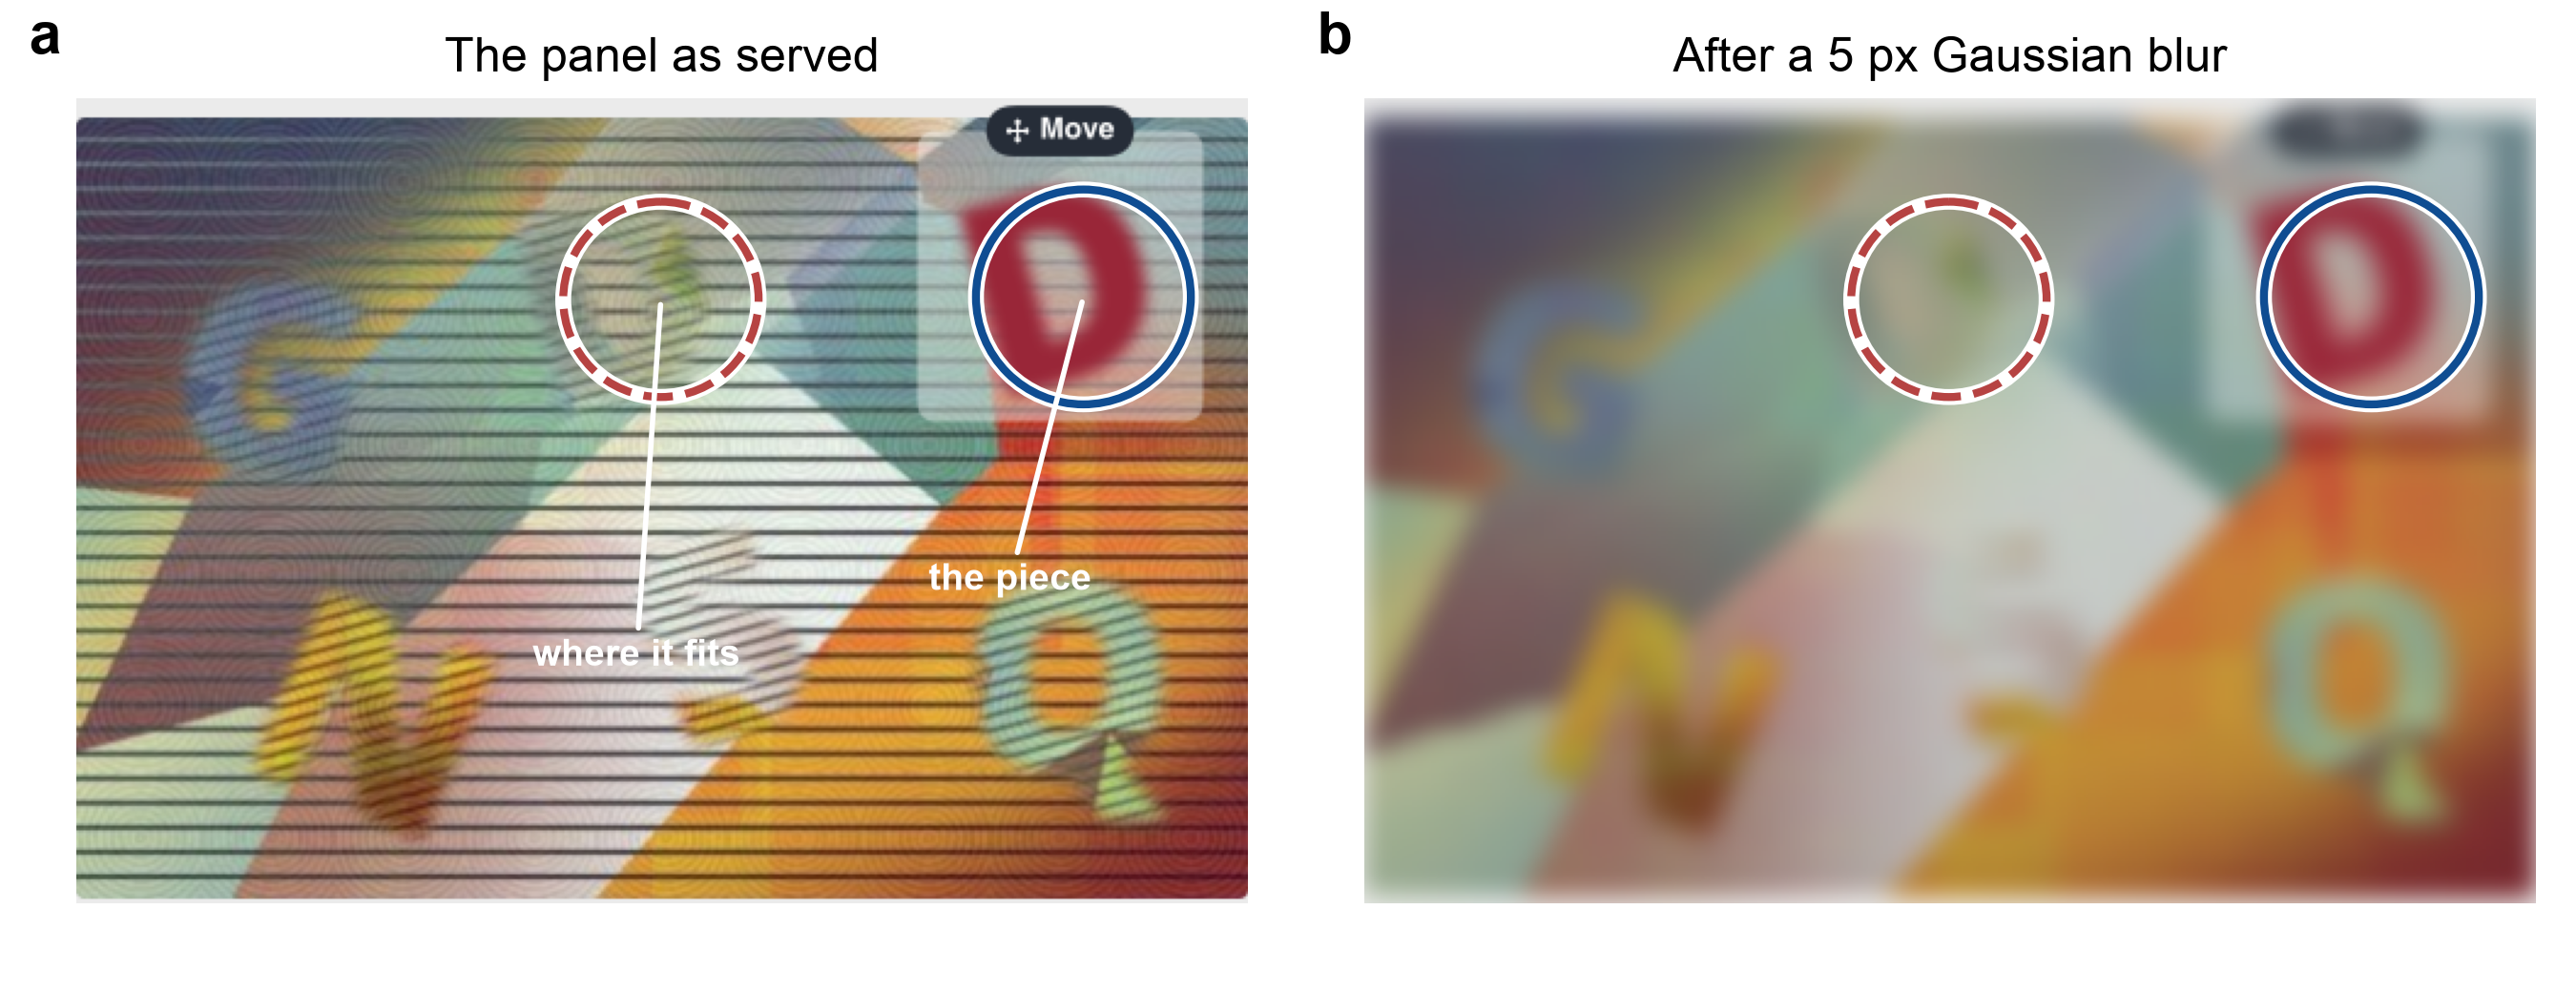 a
The panel as served
Move
G
D
D
the piece
where it fits
N
S
Q
b
After a 5 px Gaussian blur
G
D
N
Q